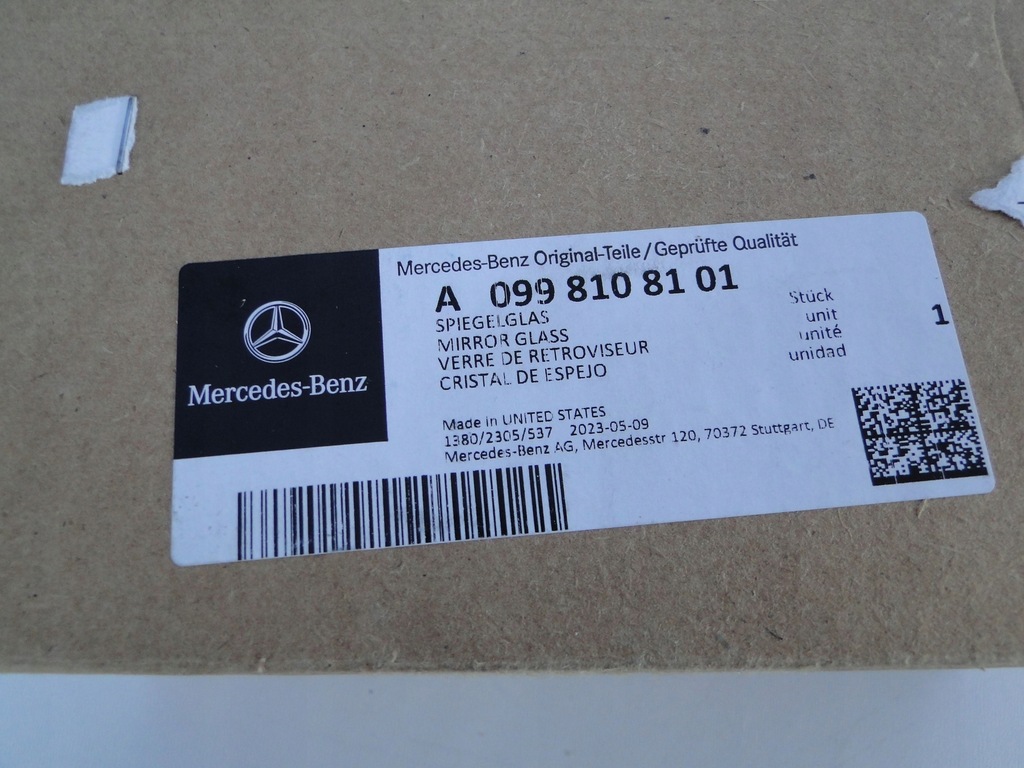 Mercedes-Benz
Mercedes-Benz Original-Teile/Geprüfte Qualität
A 099 810 81 01
SPIEGELGLAS
MIRROR GLASS
VERRE DE RETROVISEUR
CRISTAL DE ESPEJO
Stück
unit
unité
unidad
1
Made in UNITED STATES
1380/2305/537 2023-05-09
Mercedes-Benz AG, Mercedesstr 120, 70372 Stuttgart, DE